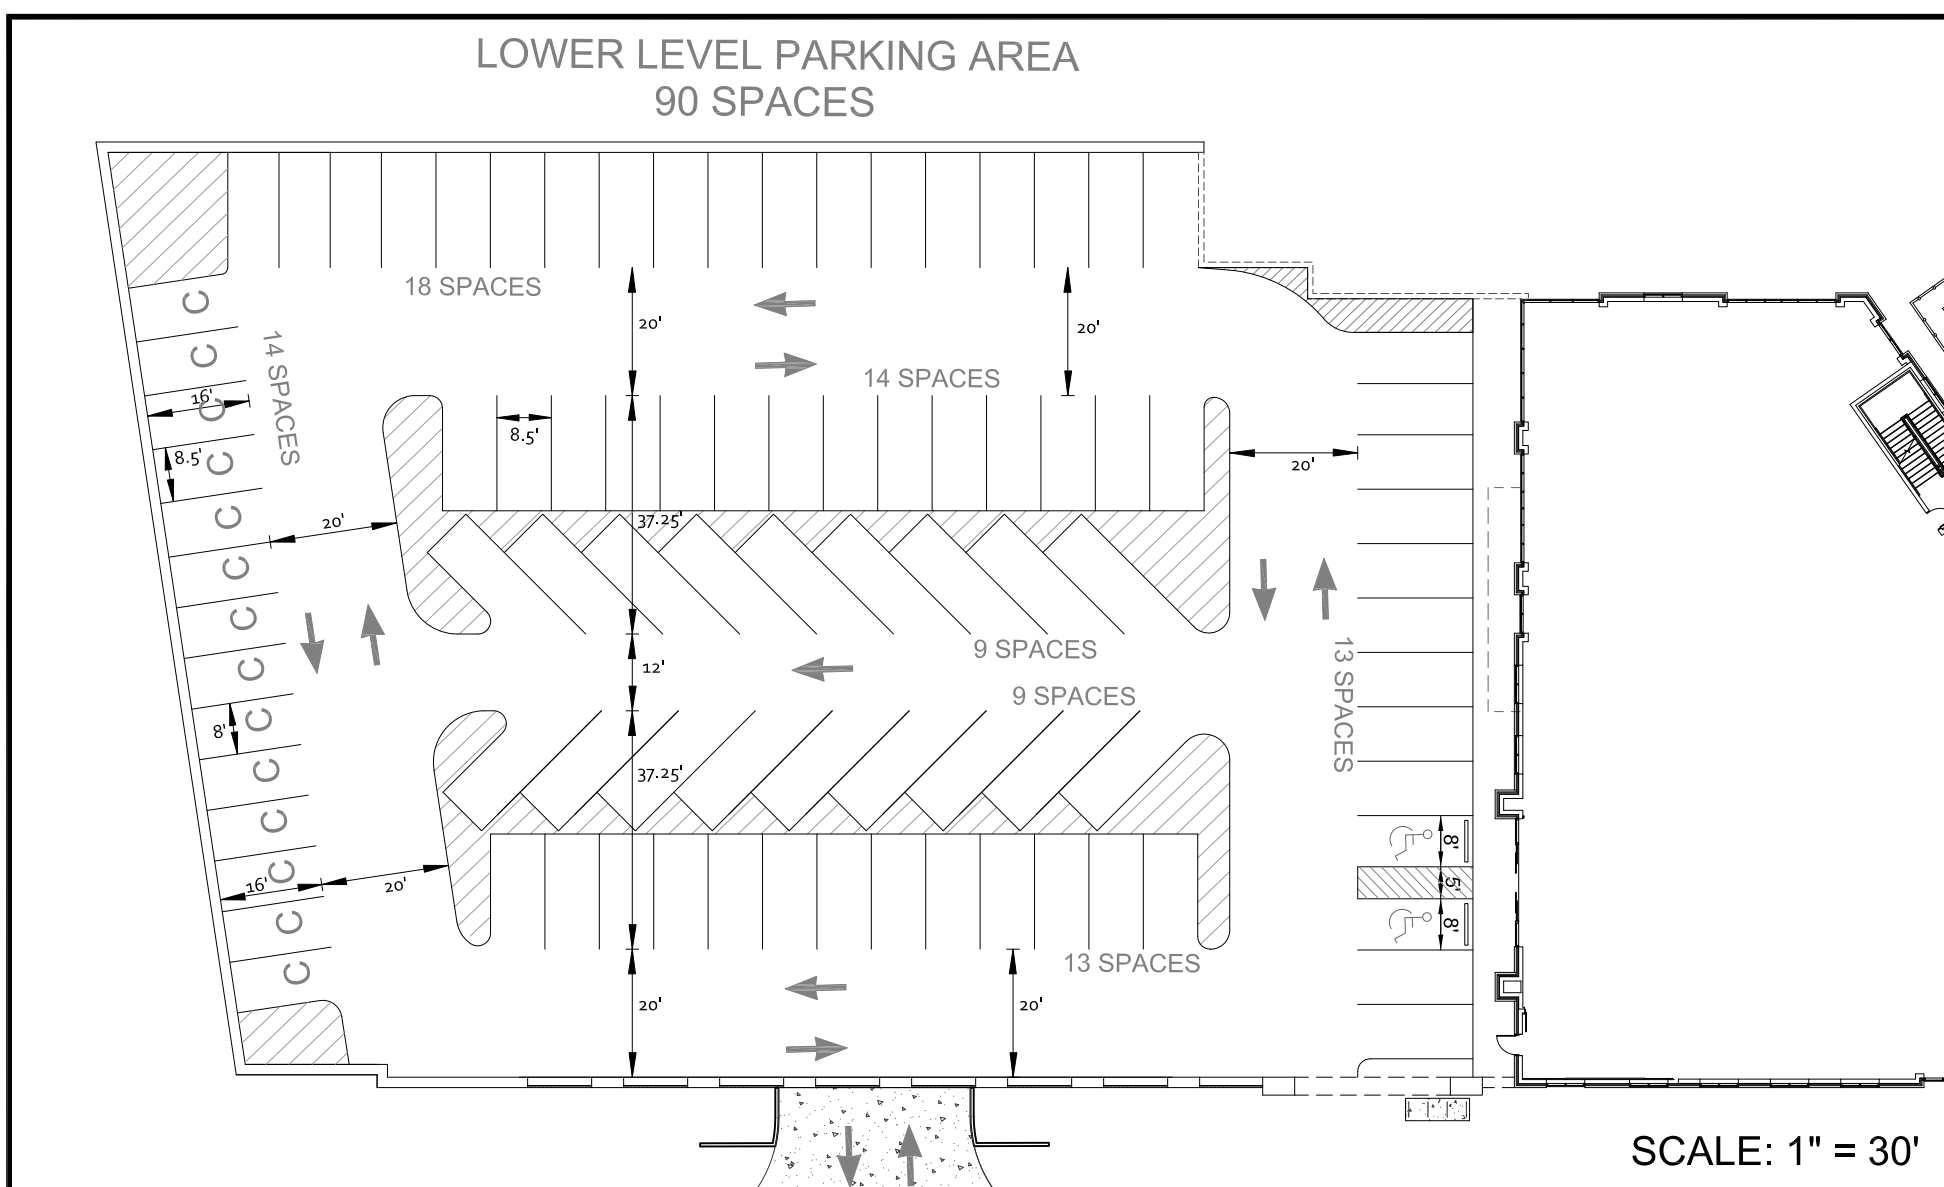 LOWER LEVEL PARKING AREA
90 SPACES
18 SPACES
20'
20'
C
C
C
C
C
C
C
C
C
C
C
C
C
C
14 SPACES
16'
8.5'
20'
14 SPACES
8.5'
37.25'
20'
9 SPACES
12'
9 SPACES
13 SPACES
8'
37.25'
16'
20'
8'
5'
8'
13 SPACES
20'
20'
SCALE: 1" = 30'